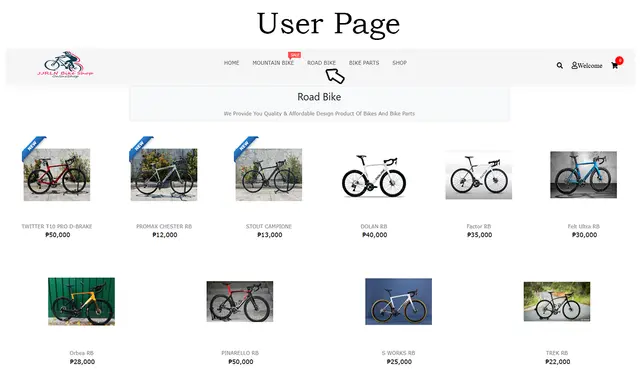 User Page
JJRLN Bike Shop
HOME
MOUNTAIN BIKE
SALE
ROAD BIKE
BIKE PARTS
SHOP
Welcome
0
Road Bike
We Provide You Quality & Affordable Design Product Of Bikes And Bike Parts
NEW
NEW
NEW
TWITTER T10 PRO D-BRAKE
PROMAX CHESTER RB
STOUT CAMPIONE
DOLAN RB
Factor RB
Felt Ultra RB
₱50,000
₱12,000
₱13,000
₱40,000
₱35,000
₱30,000
Orbea RB
PINARELLO RB
S WORKS RB
TREK RB
₱28,000
₱50,000
₱25,000
₱22,000